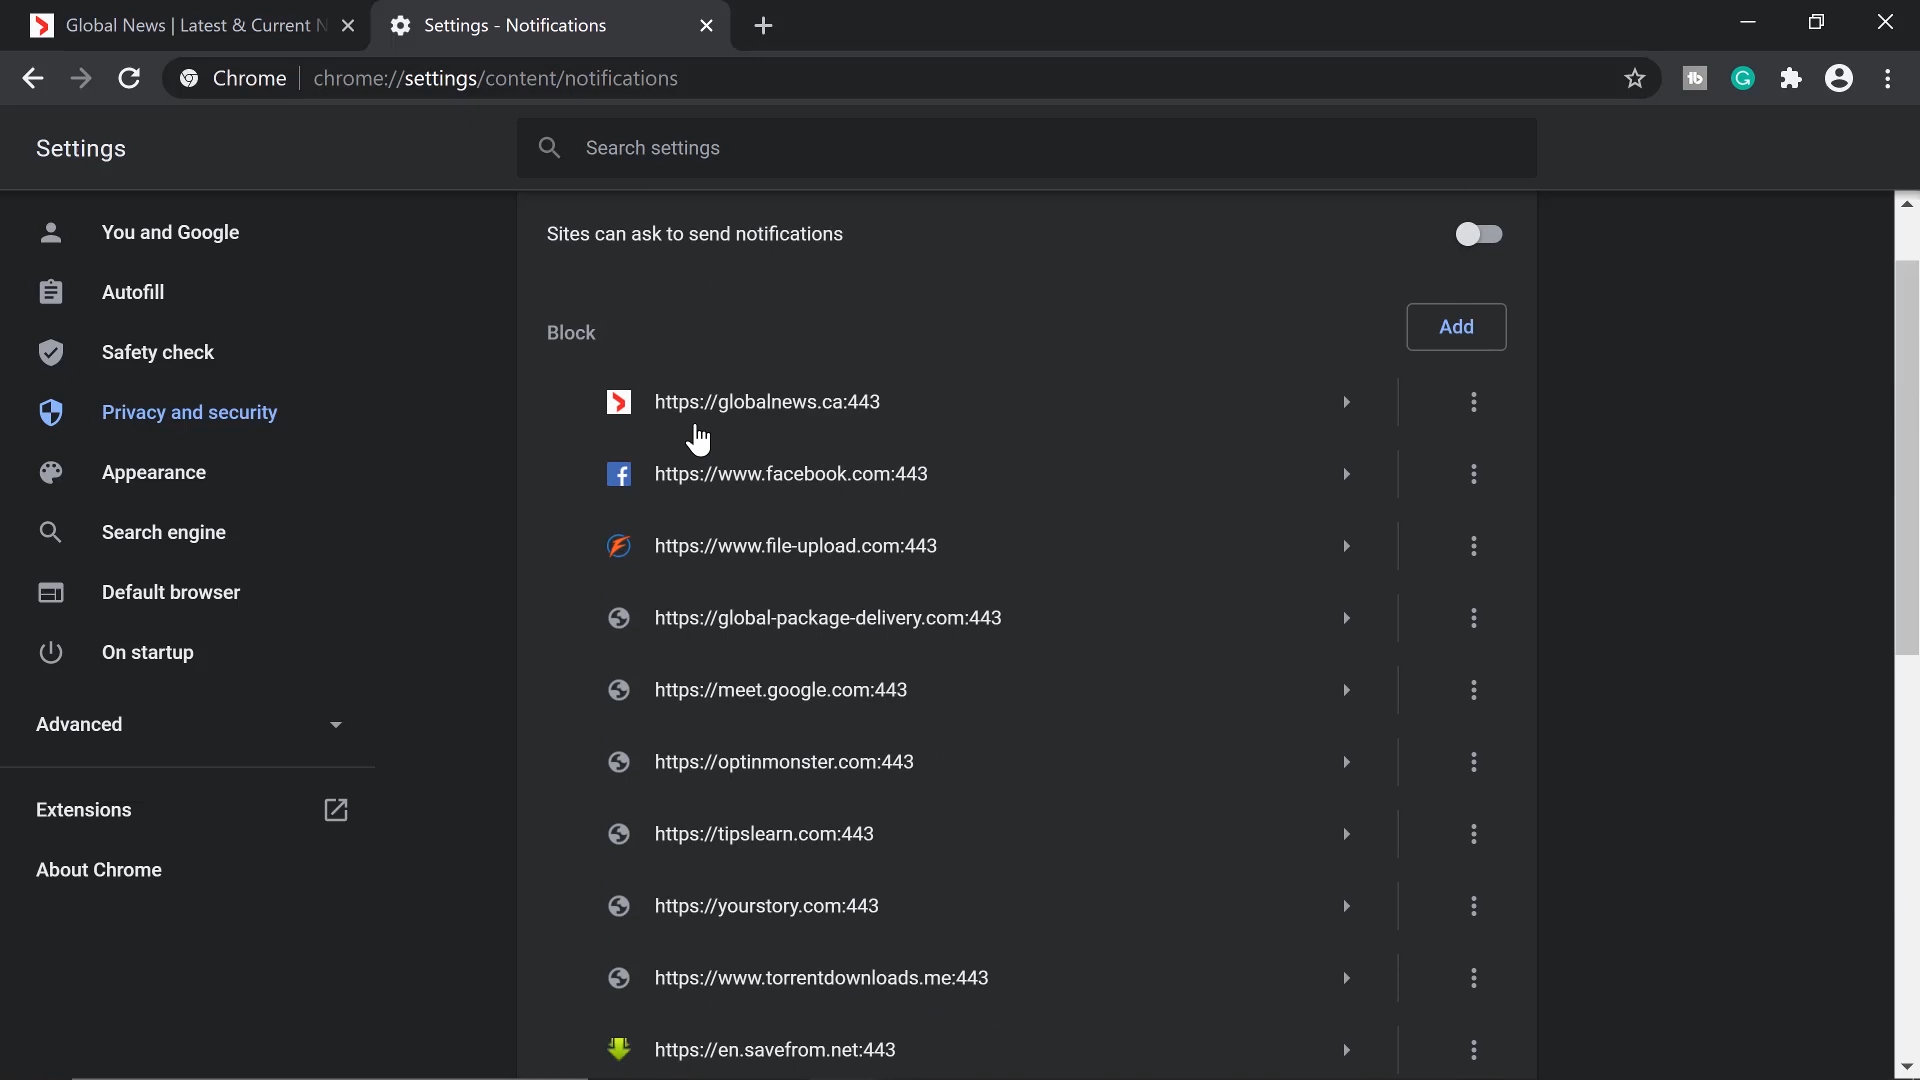 Global News | Latest & Current N
Settings - Notifications
Chrome
chrome://settings/content/notifications
Settings
Search settings
You and Google
Autofill
Safety check
Privacy and security
Appearance
Search engine
Default browser
On startup
Advanced
Extensions
About Chrome
Sites can ask to send notifications
Block
Add
https://globalnews.ca:443
https://www.facebook.com:443
https://www.file-upload.com:443
https://global-package-delivery.com:443
https://meet.google.com:443
https://optinmonster.com:443
https://tipslearn.com:443
https://yourstory.com:443
https://www.torrentdownloads.me:443
https://en.savefrom.net:443